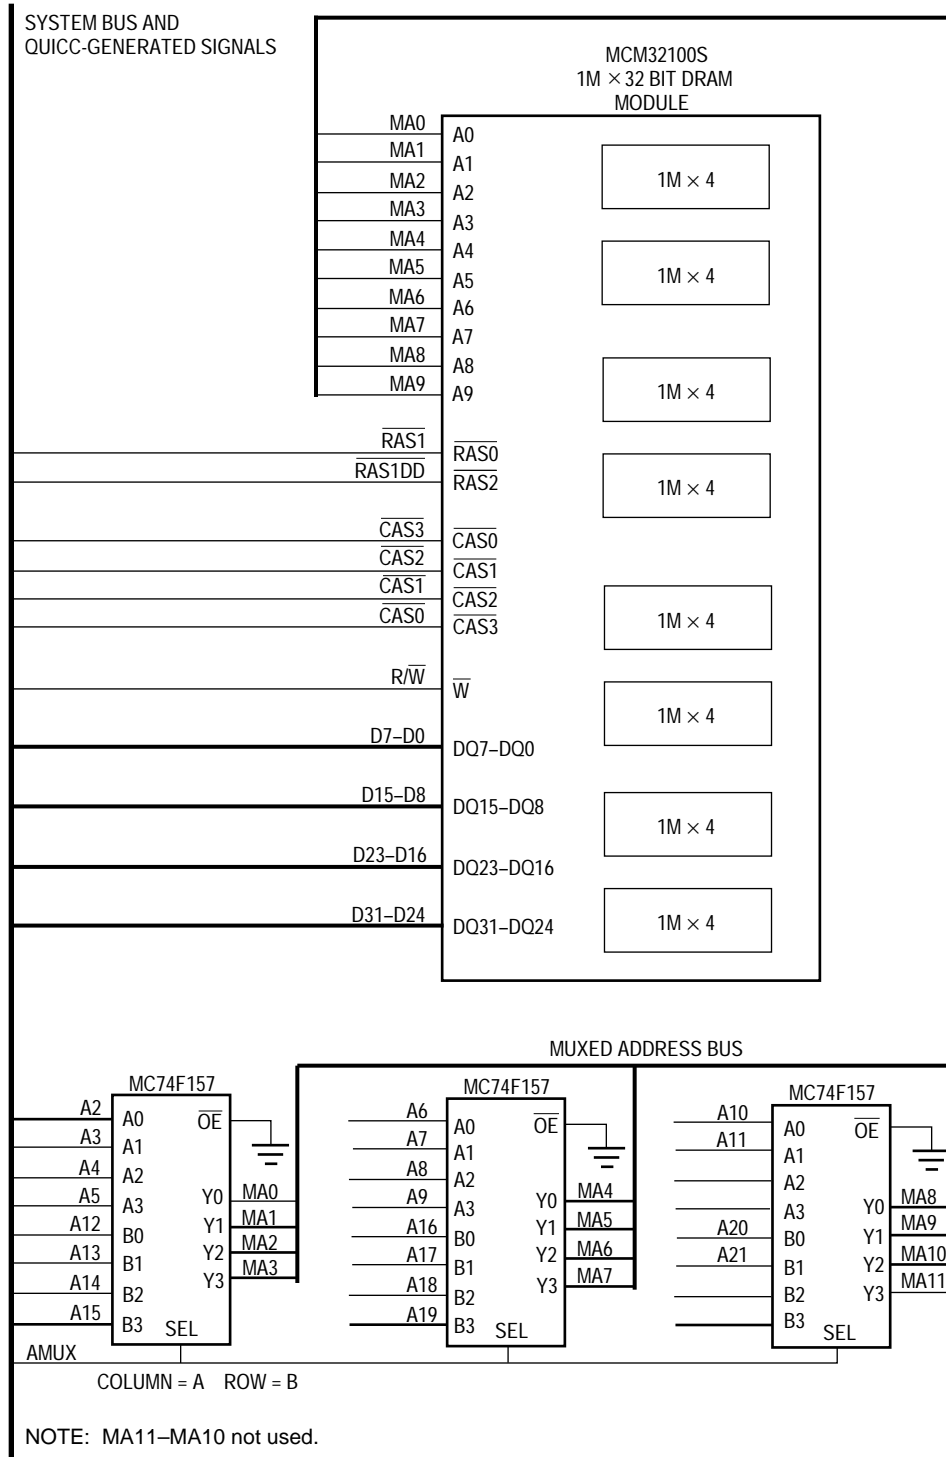 SYSTEM BUS AND
QUICC-GENERATED SIGNALS
MCM32100S
1M × 32 BIT DRAM
MODULE
MA0 A0
MA1 A1
MA2 A2
MA3 A3
MA4 A4
MA5 A5
MA6 A6
MA7 A7
MA8 A8
MA9 A9
RAS1 RAS0
RAS1DD RAS2
CAS3 CAS0
CAS2 CAS1
CAS1 CAS2
CAS0 CAS3
R/W W
D7–D0 DQ7–DQ0
D15–D8 DQ15–DQ8
D23–D16 DQ23–DQ16
D31–D24 DQ31–DQ24
1M × 4
1M × 4
1M × 4
1M × 4
1M × 4
1M × 4
1M × 4
1M × 4
MUXED ADDRESS BUS
MC74F157
A2 A0 OE
A3 A1
A4 A2
A5 A3 Y0 MA0
A12 B0 Y1 MA1
A13 B1 Y2 MA2
A14 B2 Y3 MA3
A15 B3 SEL
MC74F157
A6 A0 OE
A7 A1
A8 A2
A9 A3 Y0 MA4
A16 B0 Y1 MA5
A17 B1 Y2 MA6
A18 B2 Y3 MA7
A19 B3 SEL
MC74F157
A10 A0 OE
A11 A1
A2
A3 Y0 MA8
A20 B0 Y1 MA9
A21 B1 Y2 MA10
B2 Y3 MA11
B3 SEL
AMUX
COLUMN = A ROW = B
NOTE: MA11–MA10 not used.